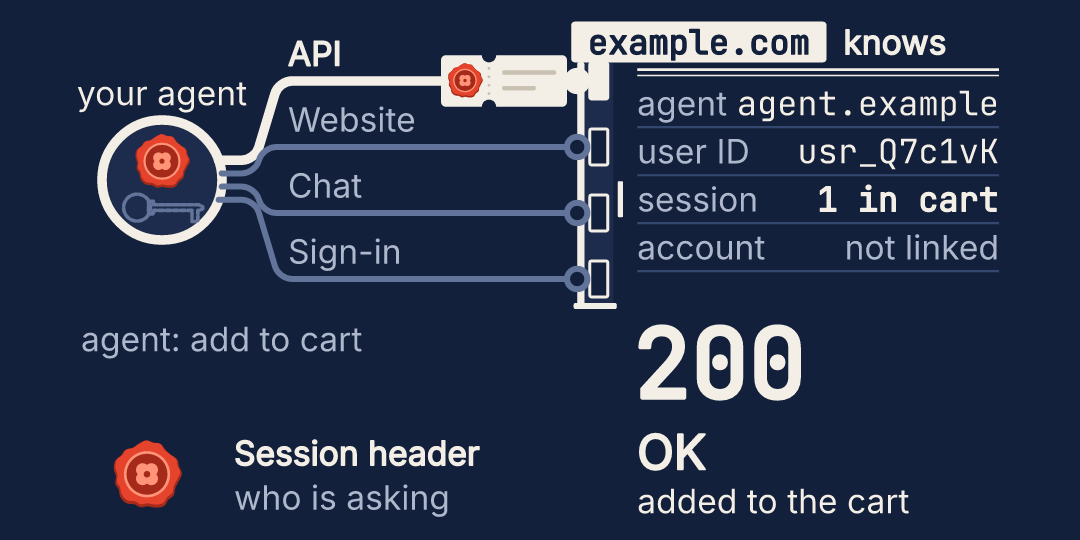 API
your agent
Website
Chat
Sign-in
example.com knows
agent agent.example
user ID usr_Q7c1vK
session 1 in cart
account not linked
agent: add to cart
200
OK
added to the cart
Session header
who is asking